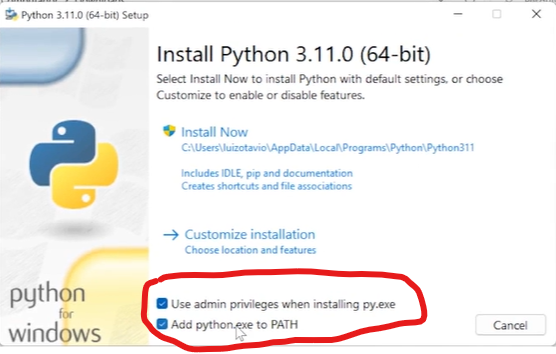 Python 3.11.0 (64-bit) Setup
Install Python 3.11.0 (64-bit)
Select Install Now to install Python with default settings, or choose
Customize to enable or disable features.
Install Now
C:\Users\luizotavio\AppData\Local\Programs\Python\Python311
Includes IDLE, pip and documentation
Creates shortcuts and file associations
Customize installation
Choose location and features
Use admin privileges when installing py.exe
Add python.exe to PATH
python
for
windows
Cancel